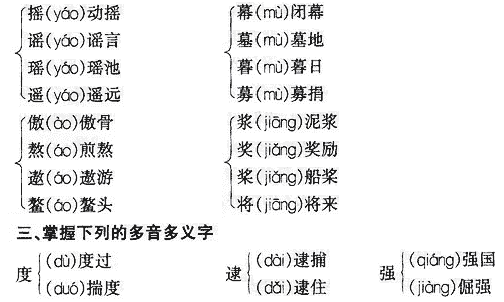 摇(yáo)动摇 幕(mù)闭幕
谣(yáo)谣言 墓(mù)墓地
瑶(yáo)瑶池 暮(mù)暮日
遥(yáo)遥远 募(mù)募捐
傲(ào)傲骨 浆(jiāng)泥浆
熬(áo)煎熬 奖(jiǎng)奖励
遨(áo)遨游 桨(jiǎng)船桨
鳌(áo)鳌头 将(jiāng)将来
三、掌握下列的多音多义字
度 (dù)度过 逮 (dài)逮捕 强 (qiáng)强国
(duó)揣度 (dǎi)逮住 (jiàng)倔强